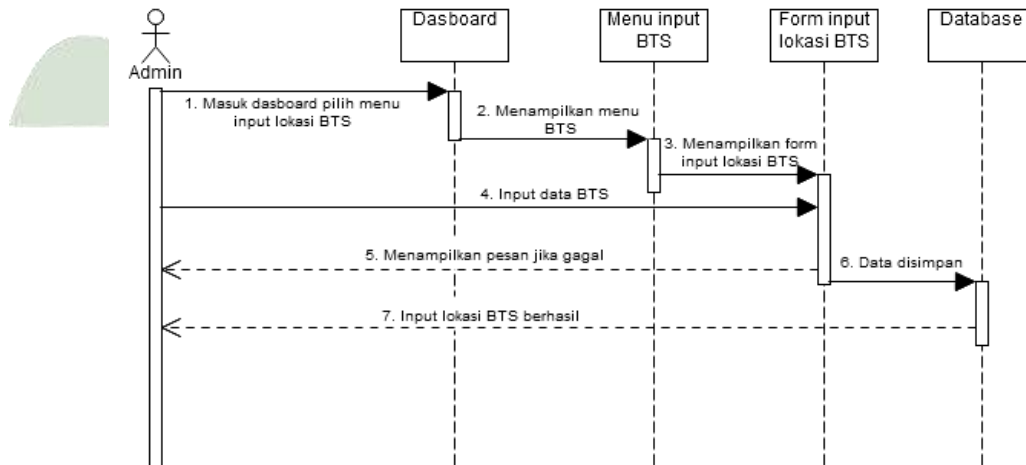 Dasboard
Menu input
BTS
Form input
lokasi BTS
Database
Admin
1. Masuk dasboard pilih menu
input lokasi BTS
2. Menampilkan menu
BTS
3. Menampilkan form
input lokasi BTS
4. Input data BTS
5. Menampilkan pesan jika gagal
6. Data disimpan
7. Input lokasi BTS berhasil